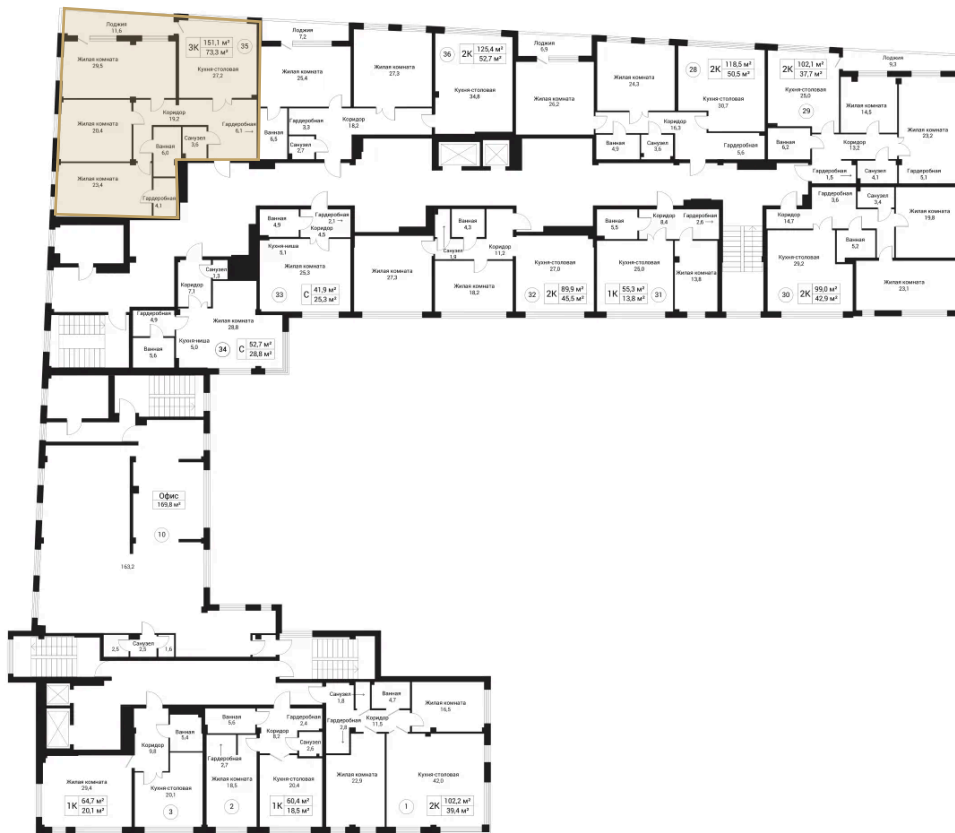 Лоджия
11,6
3К
151,1 м²
73,3 м²
35
Жилая комната
29,5
Кухня-столовая
27,2
Коридор
19,2
Гардеробная
6,1
Жилая комната
20,4
Ванная
6,0
Санузел
3,6
Жилая комната
23,4
Гардеробная
4,1
Лоджия
7,2
Жилая комната
25,4
Жилая комната
27,3
Гардеробная
3,2
Коридор
18,2
Ванная
6,5
Санузел
2,7
36
2К
125,4 м²
52,7 м²
Кухня-столовая
34,8
Лоджия
5,9
Жилая комната
26,2
Жилая комната
24,3
28
2К
118,5 м²
50,5 м²
Кухня-столовая
30,7
Коридор
16,3
Ванная
4,9
Санузел
3,6
Гардеробная
5,6
2К
102,1 м²
37,7 м²
Кухня-столовая
25,0
29
Лоджия
9,3
Жилая комната
14,5
Жилая комната
23,2
Ванная
6,2
Коридор
13,2
Гардеробная
1,5
Санузел
4,1
Гардеробная
5,1
Ванная
4,9
Гардеробная
2,1
Коридор
4,5
Кухня-ниша
5,1
Жилая комната
25,3
33
С
41,9 м²
25,3 м²
Жилая комната
27,3
Ванная
4,3
Санузел
1,8
Коридор
11,2
Жилая комната
18,2
Кухня-столовая
27,0
32
2К
89,9 м²
45,5 м²
Ванная
5,5
Коридор
8,4
Гардеробная
2,6
Кухня-столовая
25,0
Жилая комната
13,8
1К
55,3 м²
13,8 м²
31
Коридор
14,7
Гардеробная
3,6
Санузел
3,4
Жилая комната
19,8
Ванная
5,2
Кухня-столовая
29,2
Жилая комната
23,1
30
2К
99,0 м²
42,9 м²
Санузел
1,3
Коридор
7,1
Гардеробная
4,9
Жилая комната
28,8
Ванная
5,6
Кухня-ниша
5,0
34
С
52,7 м²
28,8 м²
Офис
169,8 м²
10
163,2
2,5
Санузел
2,3
1,6
Санузел
1,8
Ванная
4,7
Жилая комната
16,5
Гардеробная
2,8
Коридор
11,5
Жилая комната
22,9
Кухня-столовая
42,0
1
2К
102,2 м²
39,4 м²
Ванная
5,6
Гардеробная
2,4
Коридор
8,2
Санузел
2,6
Гардеробная
2,7
Жилая комната
18,5
Кухня-столовая
20,4
2
1К
60,4 м²
18,5 м²
Ванная
5,4
Коридор
9,8
Жилая комната
29,4
Кухня-столовая
20,1
1К
64,7 м²
20,1 м²
3